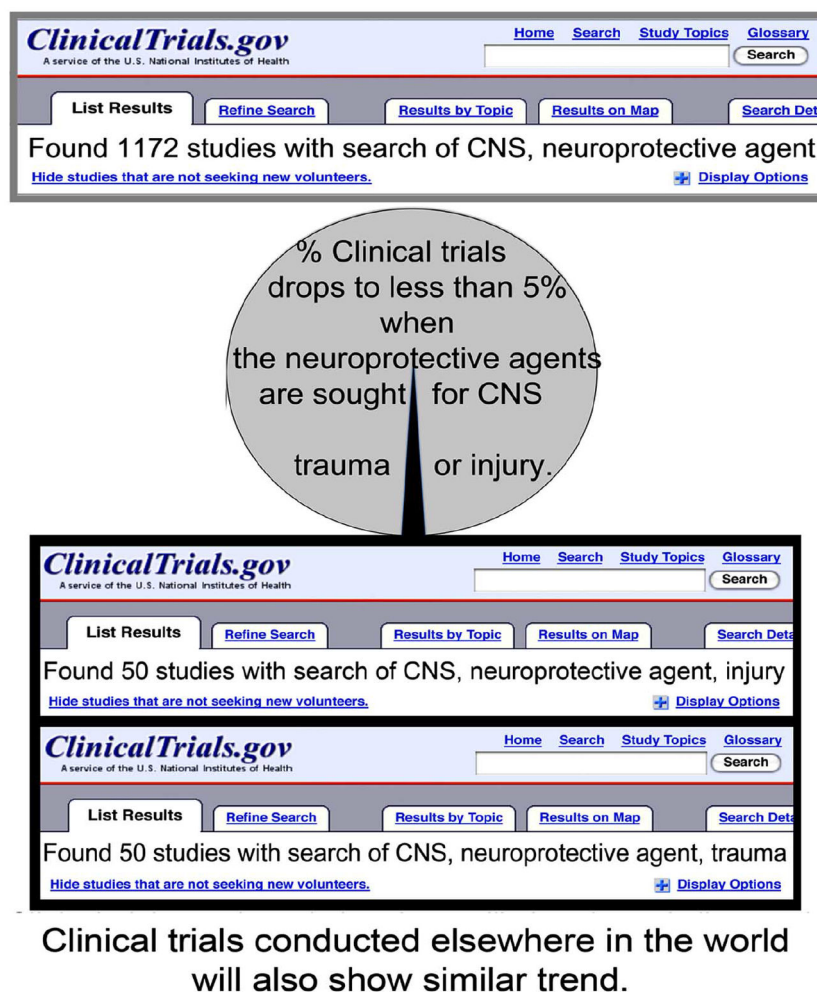 ClinicalTrials.gov
A service of the U.S. National Institutes of Health
Home Search Study Topics Glossary
Search
List Results Refine Search Results by Topic Results on Map Search Det
Found 1172 studies with search of CNS, neuroprotective agent
Hide studies that are not seeking new volunteers. Display Options
% Clinical trials
drops to less than 5%
when
the neuroprotective agents
are sought for CNS
trauma or injury.
ClinicalTrials.gov
A service of the U.S. National Institutes of Health
Home Search Study Topics Glossary
Search
List Results Refine Search Results by Topic Results on Map Search Deta
Found 50 studies with search of CNS, neuroprotective agent, injury
Hide studies that are not seeking new volunteers. Display Options
ClinicalTrials.gov
A service of the U.S. National Institutes of Health
Home Search Study Topics Glossary
Search
List Results Refine Search Results by Topic Results on Map Search Deta
Found 50 studies with search of CNS, neuroprotective agent, trauma
Hide studies that are not seeking new volunteers. Display Options
Clinical trials conducted elsewhere in the world
will also show similar trend.